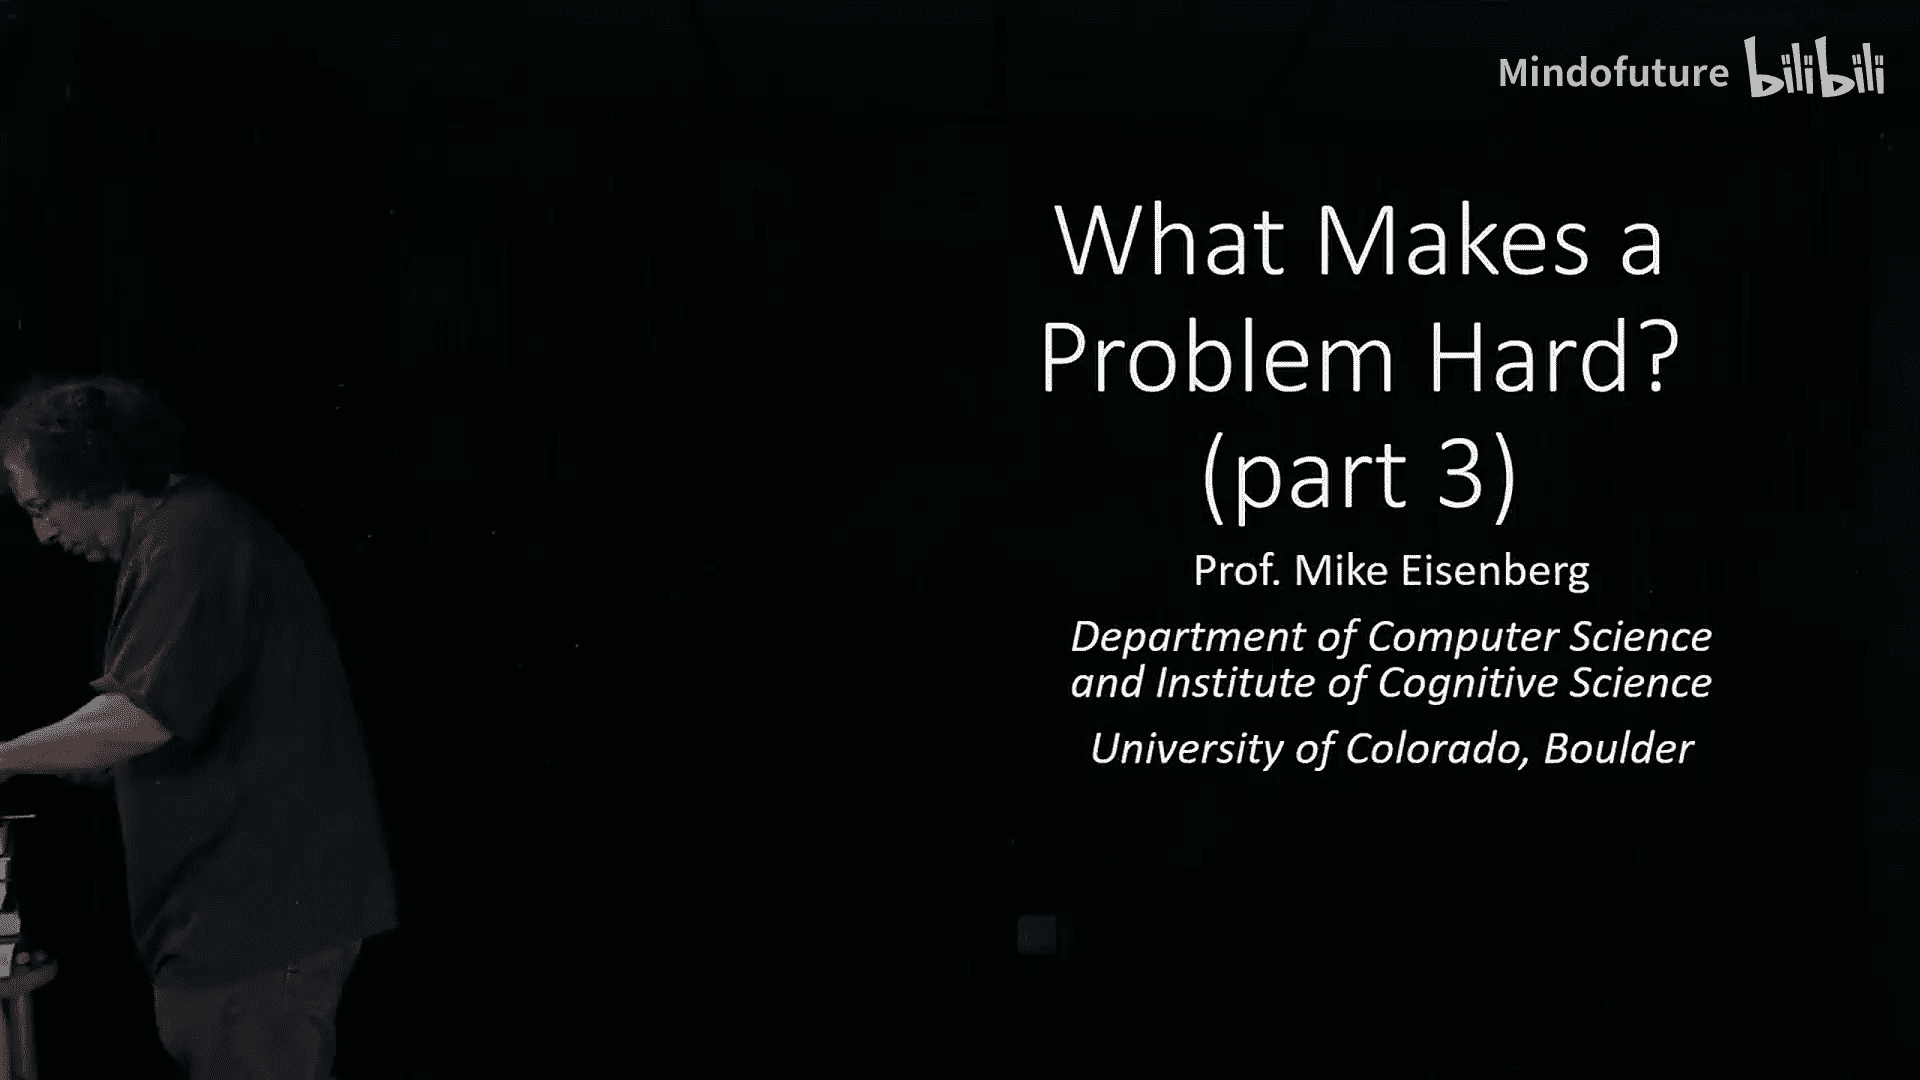 Mindofuture bilibili
What Makes a
Problem Hard?
(part 3)
Prof. Mike Eisenberg
Department of Computer Science
and Institute of Cognitive Science
University of Colorado, Boulder